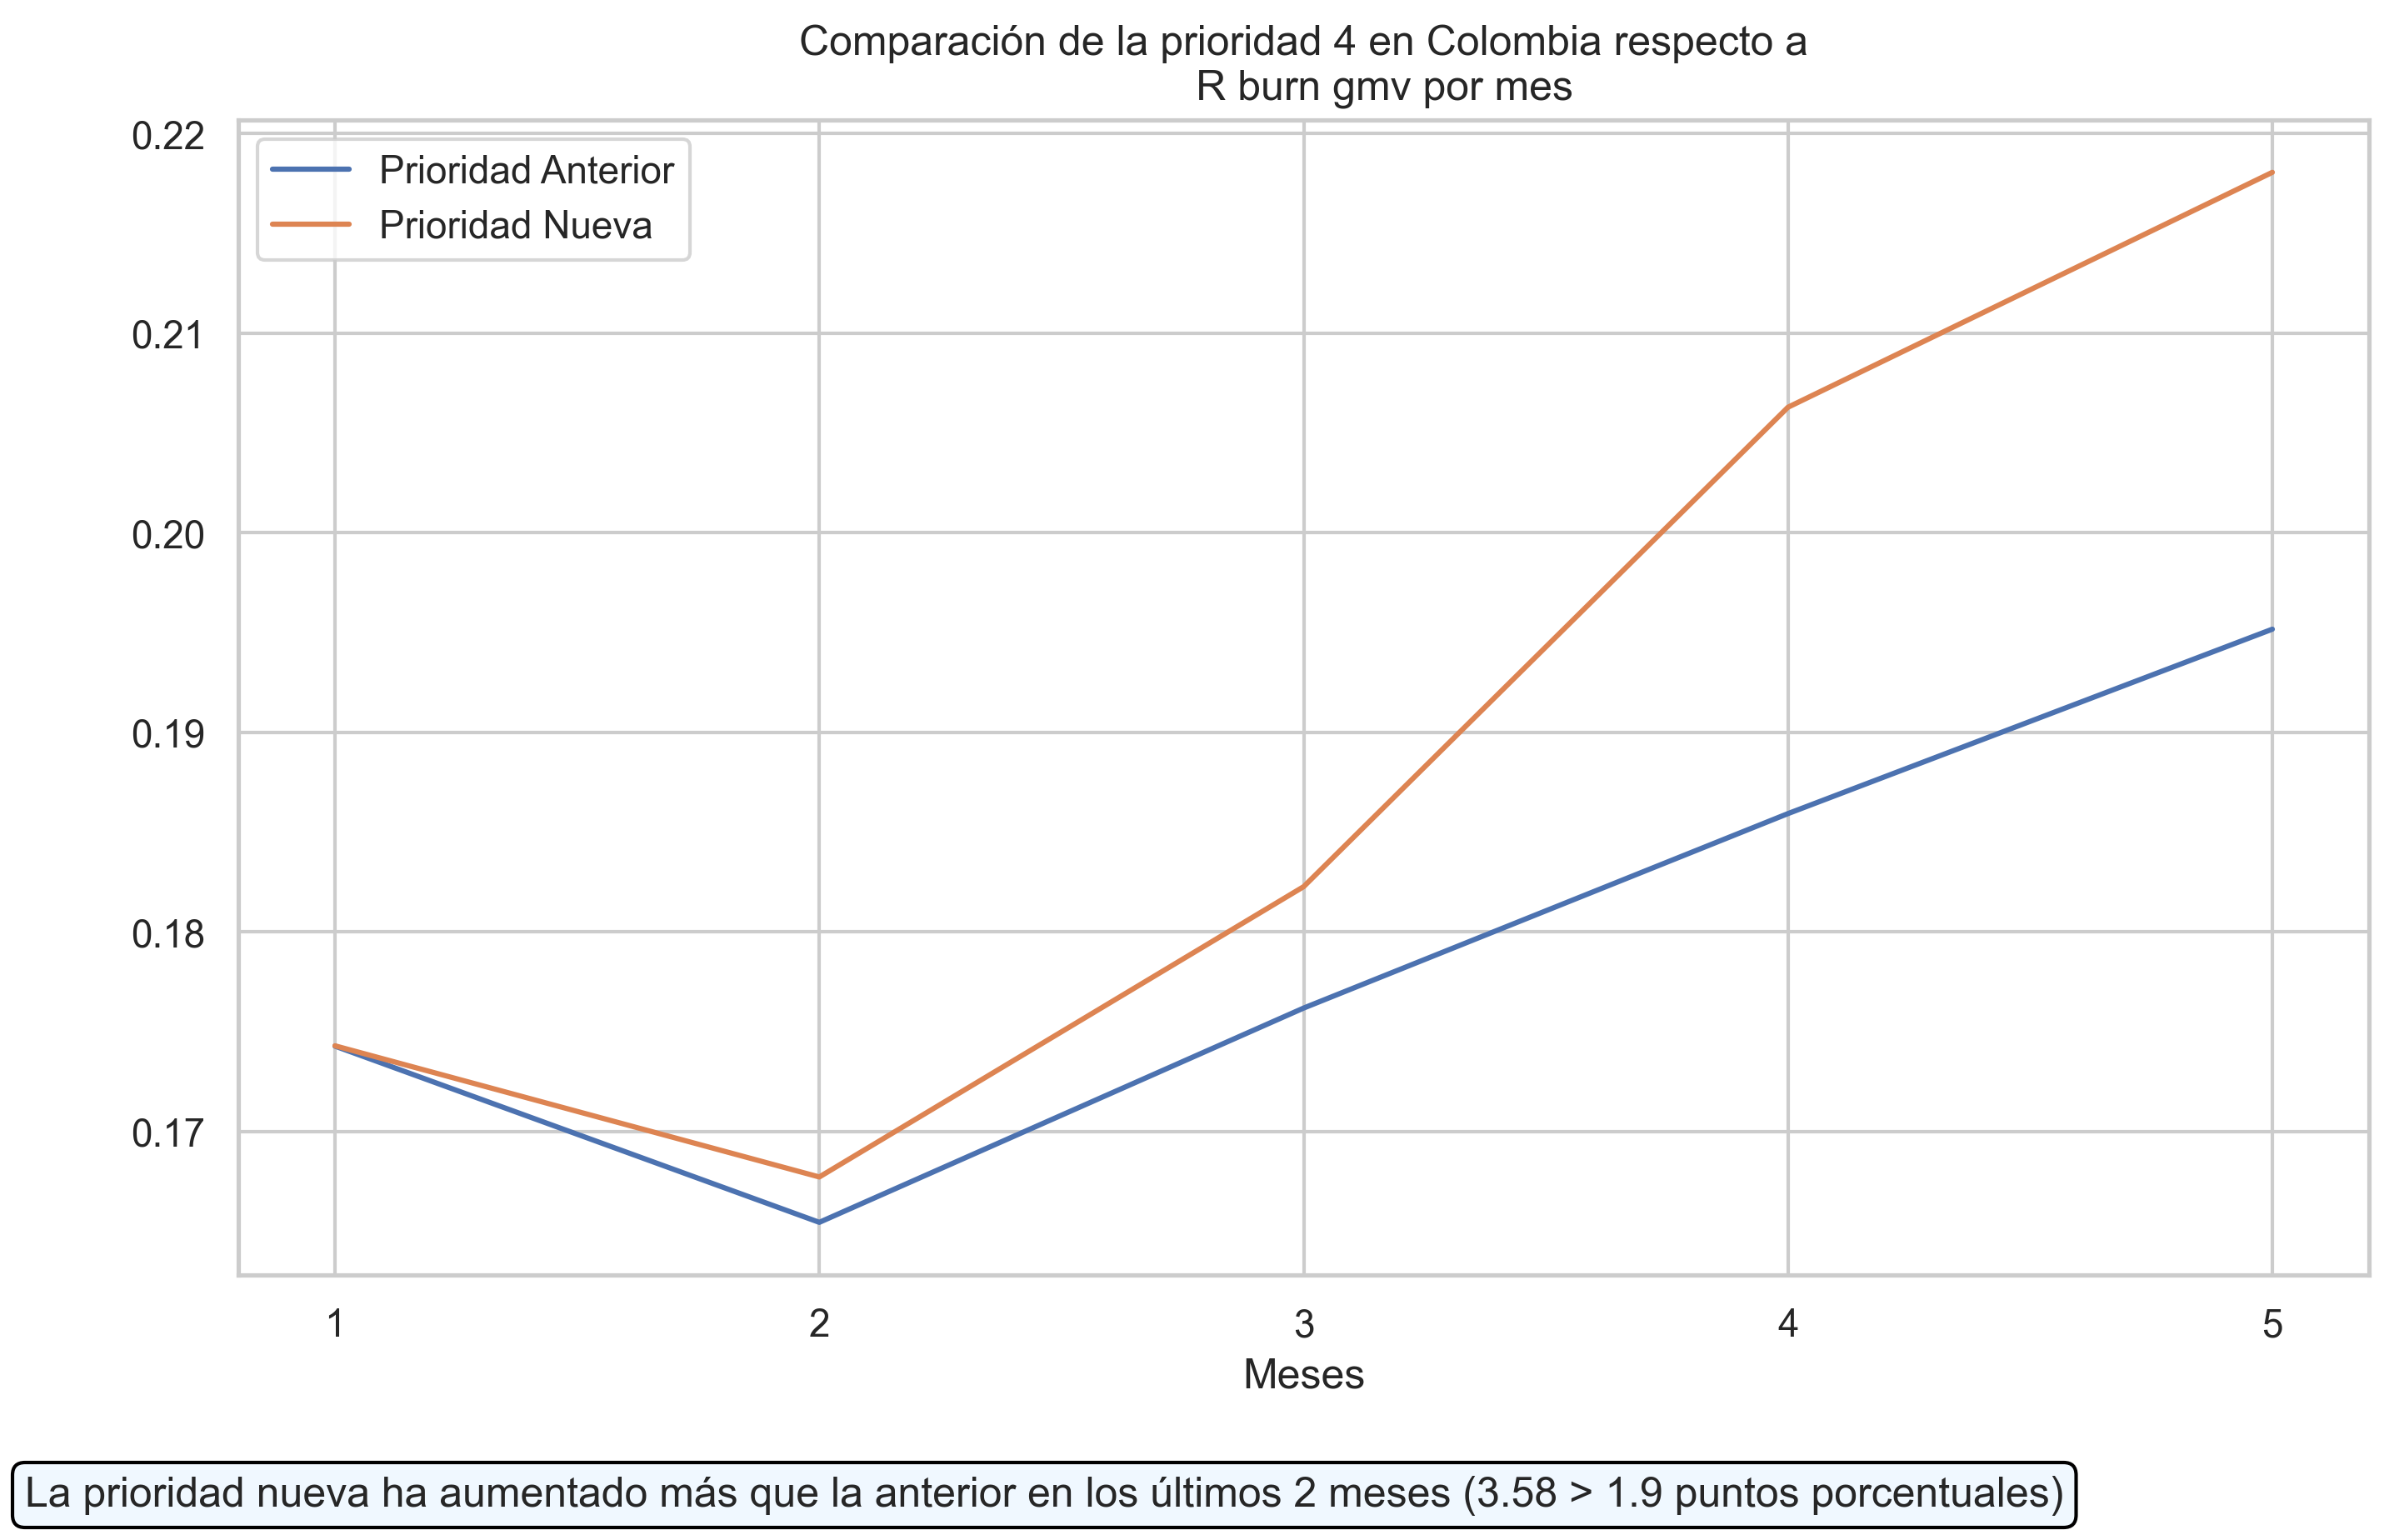 Comparación de la prioridad 4 en Colombia respecto a
R burn gmv por mes
0.22
0.21
0.20
0.19
0.18
0.17
Prioridad Anterior
Prioridad Nueva
1 2 3 4 5
Meses
La prioridad nueva ha aumentado más que la anterior en los últimos 2 meses (3.58 > 1.9 puntos porcentuales)